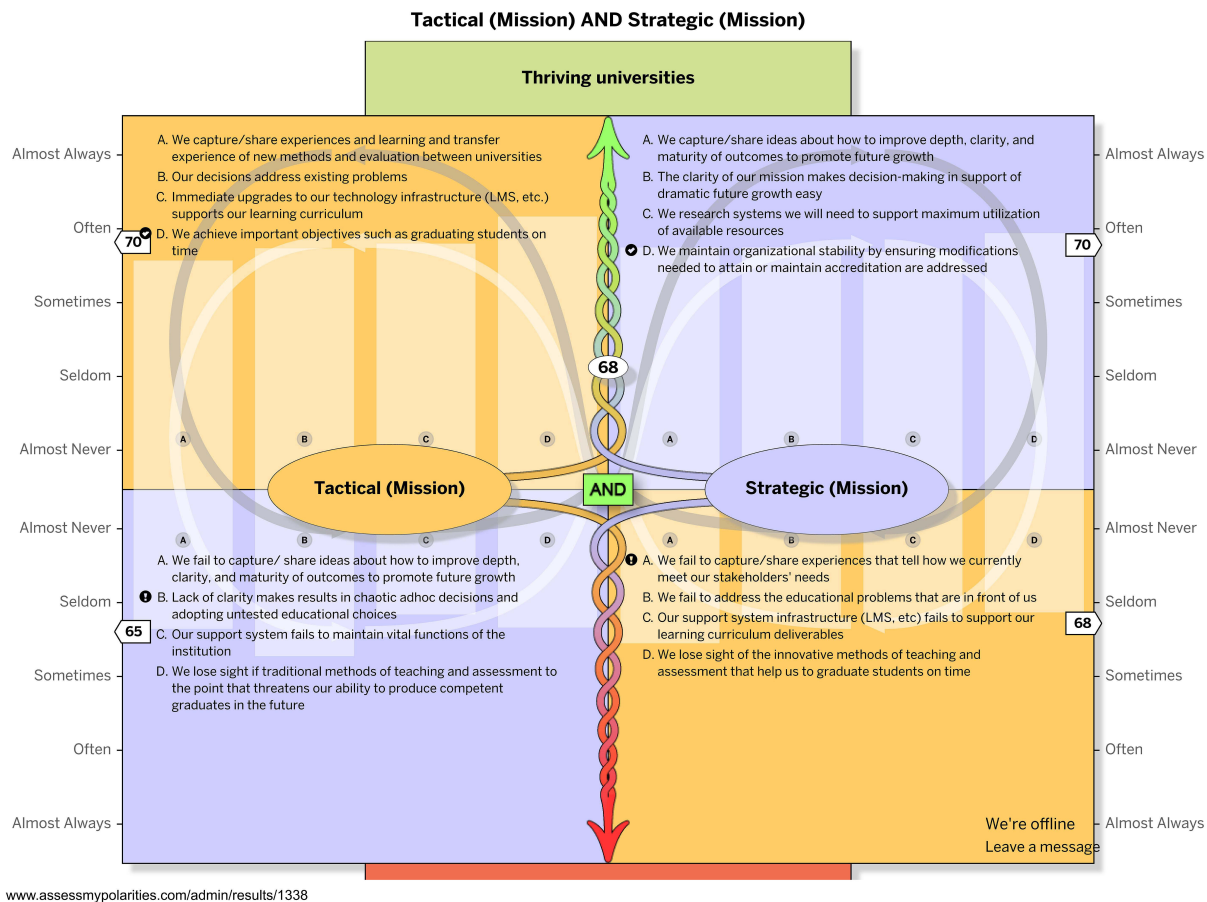 Tactical (Mission) AND Strategic (Mission)
Thriving universities
Almost Always
Often
Sometimes
Seldom
Almost Never
Almost Never
Seldom
Sometimes
Often
Almost Always
70
A. We capture/share experiences and learning and transfer
experience of new methods and evaluation between universities
B. Our decisions address existing problems
C. Immediate upgrades to our technology infrastructure (LMS, etc.)
supports our learning curriculum
D. We achieve important objectives such as graduating students on
time
A. We capture/share ideas about how to improve depth, clarity, and
maturity of outcomes to promote future growth
B. The clarity of our mission makes decision-making in support of
dramatic future growth easy
C. We research systems we will need to support maximum utilization
of available resources
D. We maintain organizational stability by ensuring modifications
needed to attain or maintain accreditation are addressed
70
Almost Always
Often
Sometimes
Seldom
Almost Never
Almost Never
Seldom
Sometimes
Often
Almost Always
68
A B C D A B C D
Tactical (Mission)
AND
Strategic (Mission)
A B C D A B C D
65
A. We fail to capture/ share ideas about how to improve depth,
clarity, and maturity of outcomes to promote future growth
B. Lack of clarity makes results in chaotic adhoc decisions and
adopting untested educational choices
C. Our support system fails to maintain vital functions of the
institution
D. We lose sight if traditional methods of teaching and assessment to
the point that threatens our ability to produce competent
graduates in the future
A. We fail to capture/share experiences that tell how we currently
meet our stakeholders' needs
B. We fail to address the educational problems that are in front of us
C. Our support system infrastructure (LMS, etc) fails to support our
learning curriculum deliverables
D. We lose sight of the innovative methods of teaching and
assessment that help us to graduate students on time
68
We're offline
Leave a message
www.assessmypolarities.com/admin/results/1338